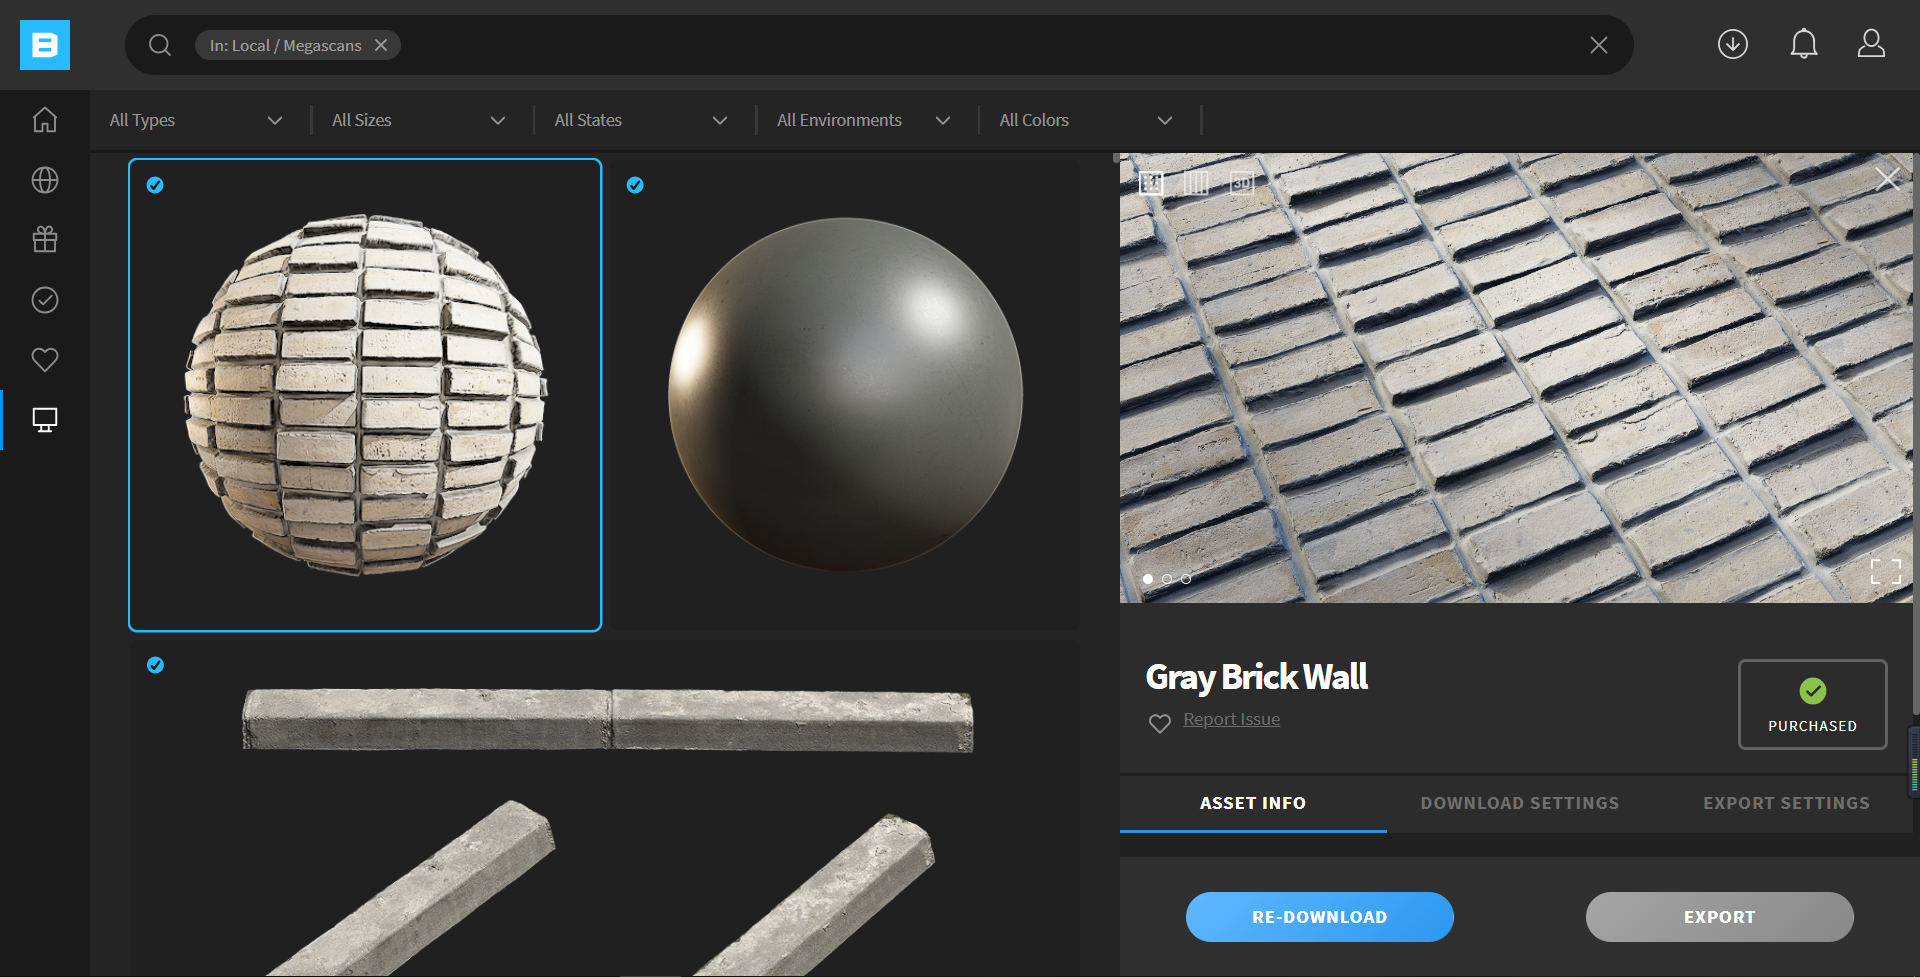 B
In: Local / Megascans
All Types
All Sizes
All States
All Environments
All Colors
3D
Gray Brick Wall
Report Issue
PURCHASED
ASSET INFO
DOWNLOAD SETTINGS
EXPORT SETTINGS
RE-DOWNLOAD
EXPORT